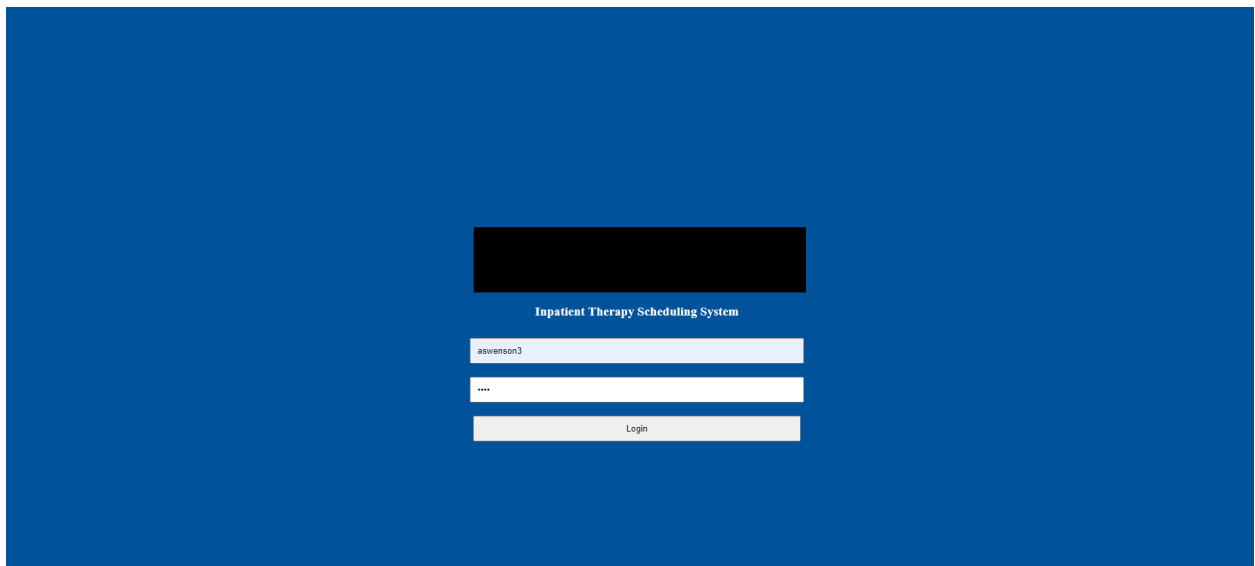 Inpatient Therapy Scheduling System
aswenson3
••••
Login